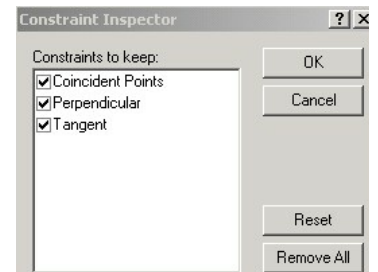 Constraint Inspector
Constraints to keep:
Coincident Points
Perpendicular
Tangent
OK
Cancel
Reset
Remove All